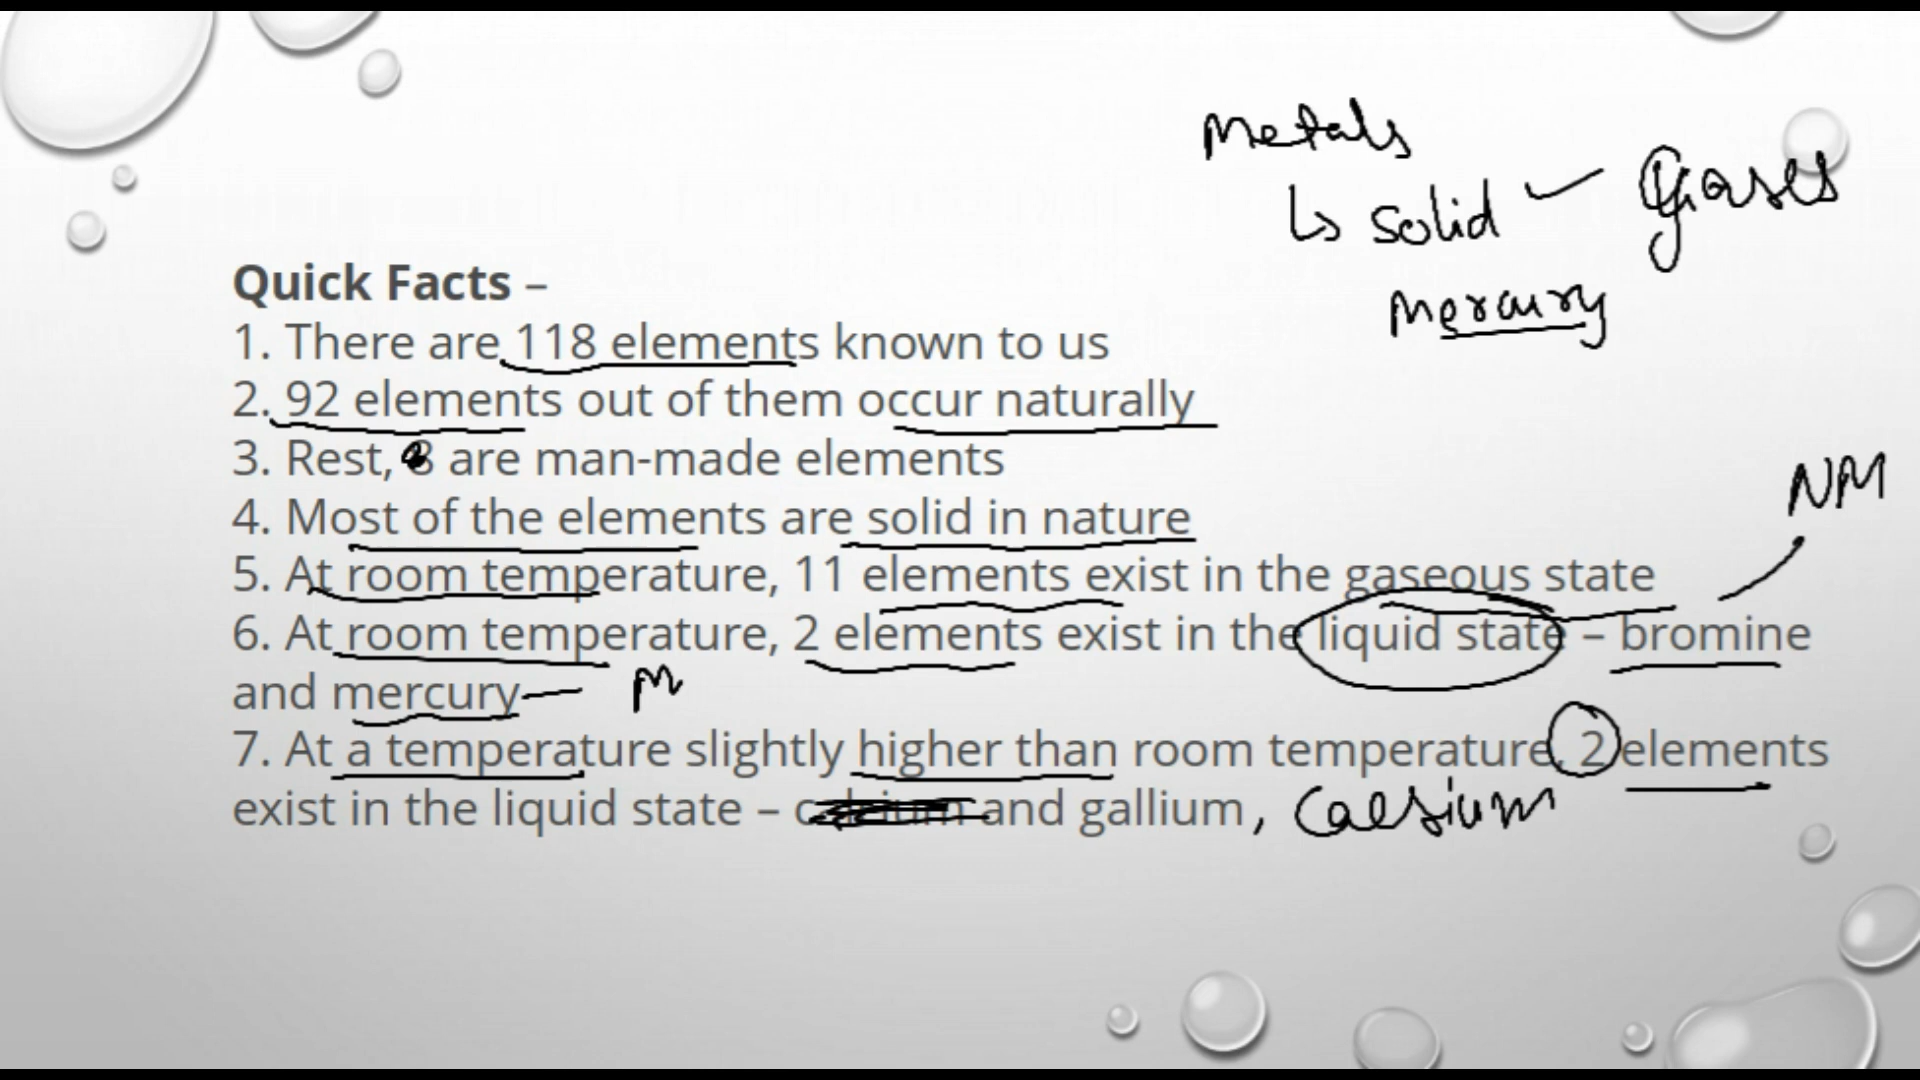 Metals
↳ solid ✓ Gases
Mercury
Quick Facts –
1. There are 118 elements known to us
2. 92 elements out of them occur naturally
3. Rest, are man-made elements
4. Most of the elements are solid in nature
NM
5. At room temperature, 11 elements exist in the gaseous state
6. At room temperature, 2 elements exist in the liquid state – bromine
and mercury — M
7. At a temperature slightly higher than room temperature, 2 elements
exist in the liquid state – calcium and gallium, Caesium